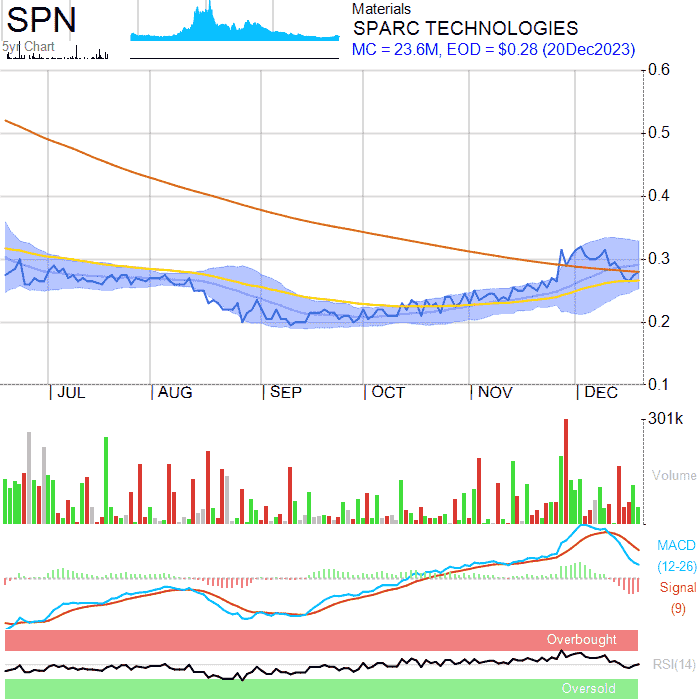 SPN
5yr Chart
Materials
SPARC TECHNOLOGIES
MC = 23.6M, EOD = $0.28 (20Dec2023)
0.6
0.5
0.4
0.3
0.2
0.1
JUL AUG SEP OCT NOV DEC
301k
Volume
MACD
(12-26)
Signal
(9)
Overbought
RSI(14)
Oversold